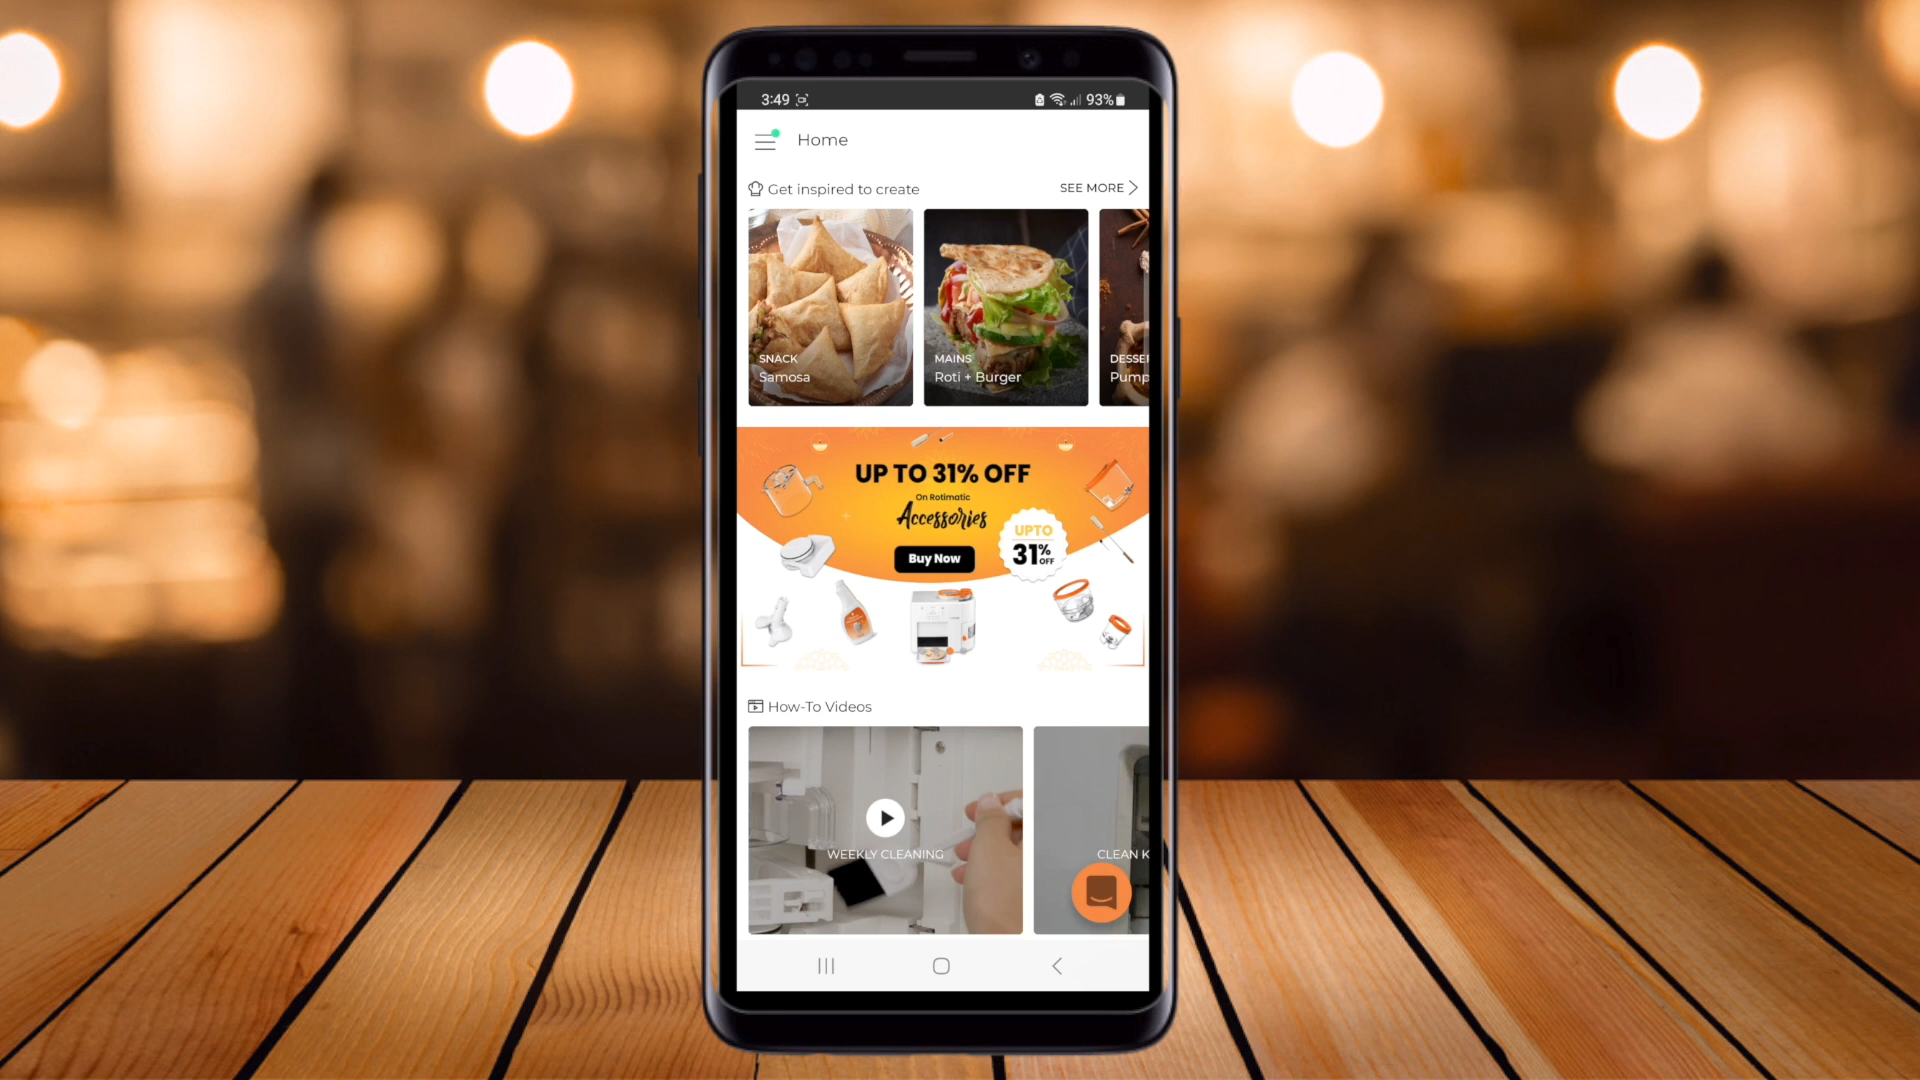 3:49
93%
Home
Get inspired to create
SEE MORE
SNACK
Samosa
MAINS
Roti + Burger
DESSER
Pump
UP TO 31% OFF
On Rotimatic
Accessories
UPTO
31% OFF
Buy Now
How-To Videos
WEEKLY CLEANING
CLEAN K